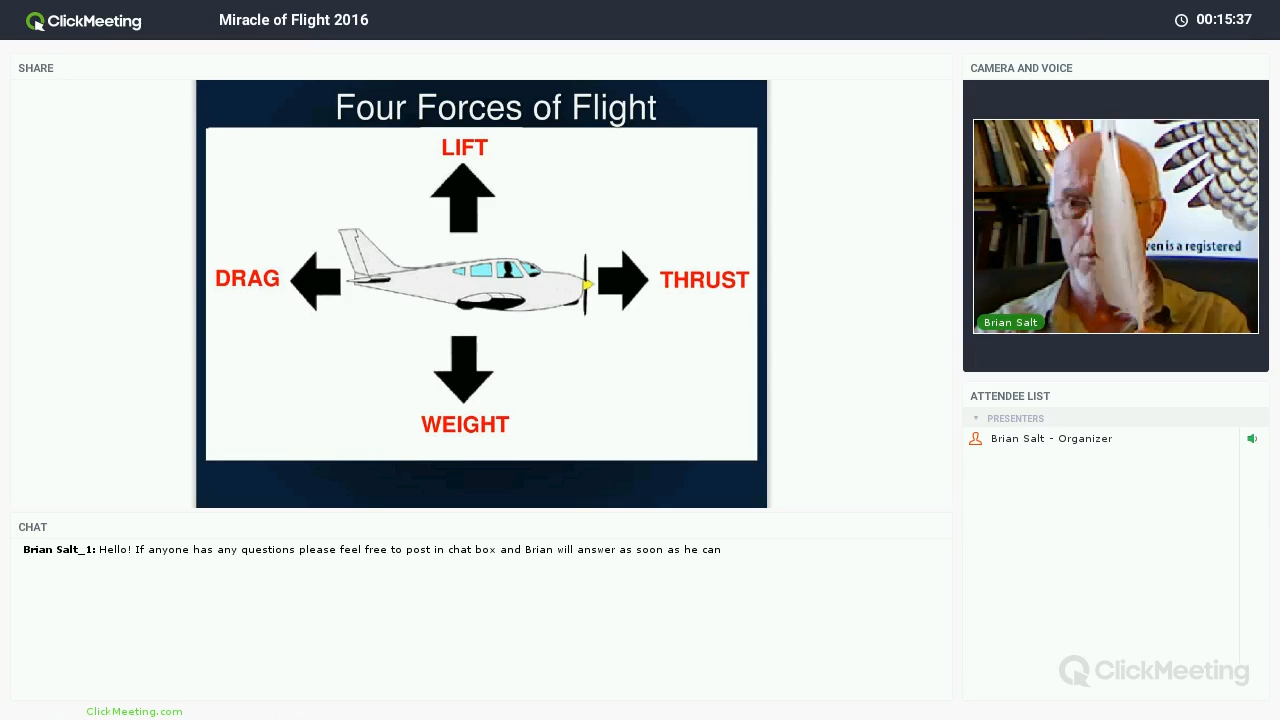 ClickMeeting
Miracle of Flight 2016
00:15:37
SHARE
Four Forces of Flight
LIFT
DRAG
THRUST
WEIGHT
CAMERA AND VOICE
ven is a registered
Brian Salt
ATTENDEE LIST
PRESENTERS
Brian Salt - Organizer
CHAT
Brian Salt_1: Hello! If anyone has any questions please feel free to post in chat box and Brian will answer as soon as he can
ClickMeeting
ClickMeeting.com